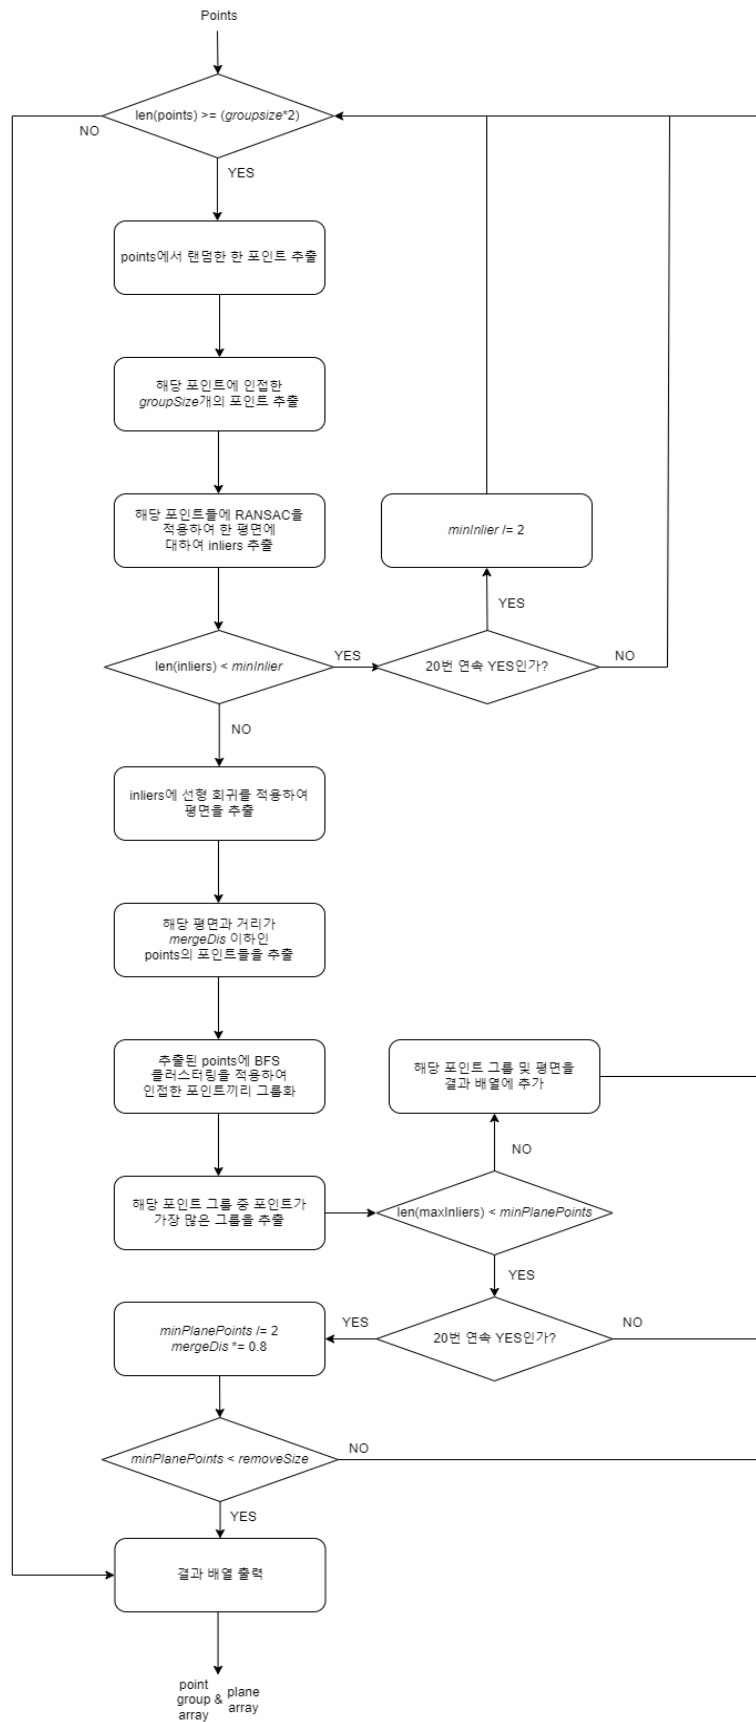 Points
len(points) >= (groupsize*2)
NO
YES
points에서 랜덤한 한 포인트 추출
해당 포인트에 인접한
groupSize개의 포인트 추출
해당 포인트들에 RANSAC을
적용하여 한 평면에
대하여 inliers 추출
minInlier /= 2
YES
len(inliers) < minInlier
YES
20번 연속 YES인가?
NO
NO
inliers에 선형 회귀를 적용하여
평면을 추출
해당 평면과 거리가
mergeDis 이하인
points의 포인트들을 추출
추출된 points에 BFS
클러스터링을 적용하여
인접한 포인트끼리 그룹화
해당 포인트 그룹 및 평면을
결과 배열에 추가
NO
해당 포인트 그룹 중 포인트가
가장 많은 그룹을 추출
len(maxInliers) < minPlanePoints
YES
minPlanePoints /= 2
mergeDis *= 0.8
YES
20번 연속 YES인가?
NO
minPlanePoints < removeSize
NO
YES
결과 배열 출력
point
group & plane
array array